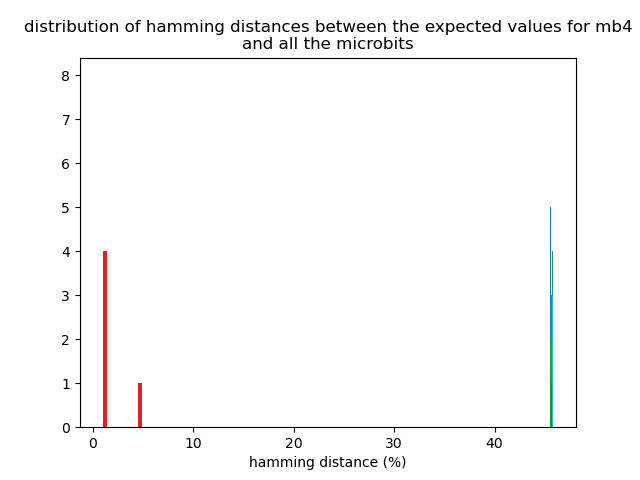 distribution of hamming distances between the expected values for mb4
and all the microbits
8
7
6
5
4
3
2
1
0
0 10 20 30 40
hamming distance (%)